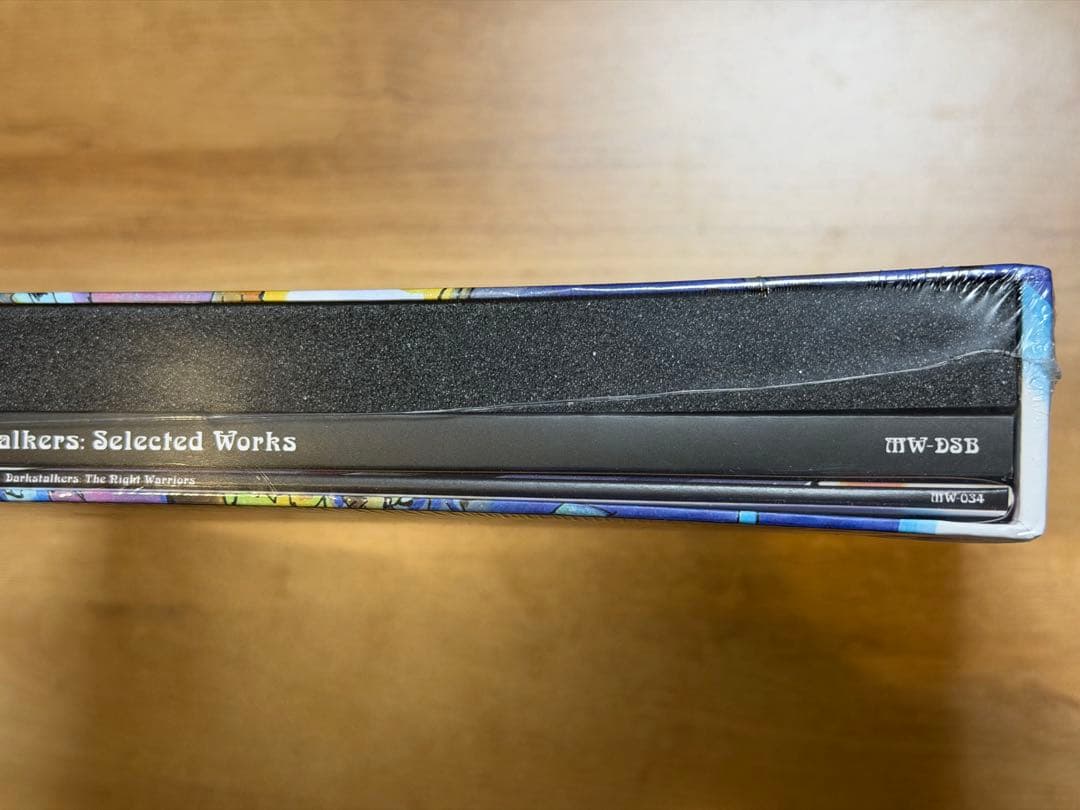 alkers: Selected Works MW-DSB
Darkstalkers: The Night Warriors MW-034